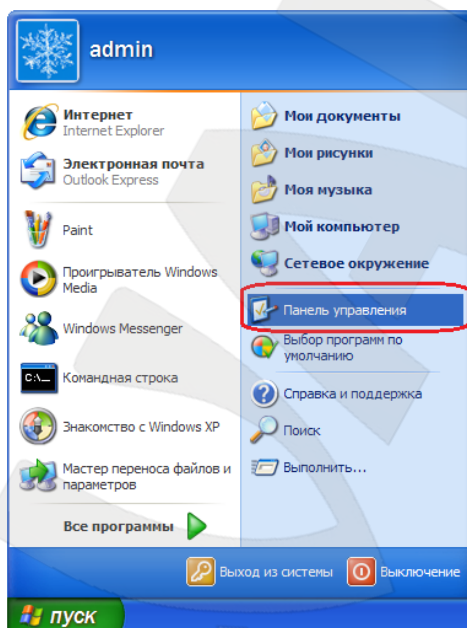 admin
Интернет
Internet Explorer
Электронная почта
Outlook Express
Paint
Проигрыватель Windows
Media
Windows Messenger
Командная строка
Знакомство с Windows XP
Мастер переноса файлов и
параметров
Все программы
Мои документы
Мои рисунки
Моя музыка
Мой компьютер
Сетевое окружение
Панель управления
Выбор программ по
умолчанию
Справка и поддержка
Поиск
Выполнить...
Выход из системы
Выключение
пуск